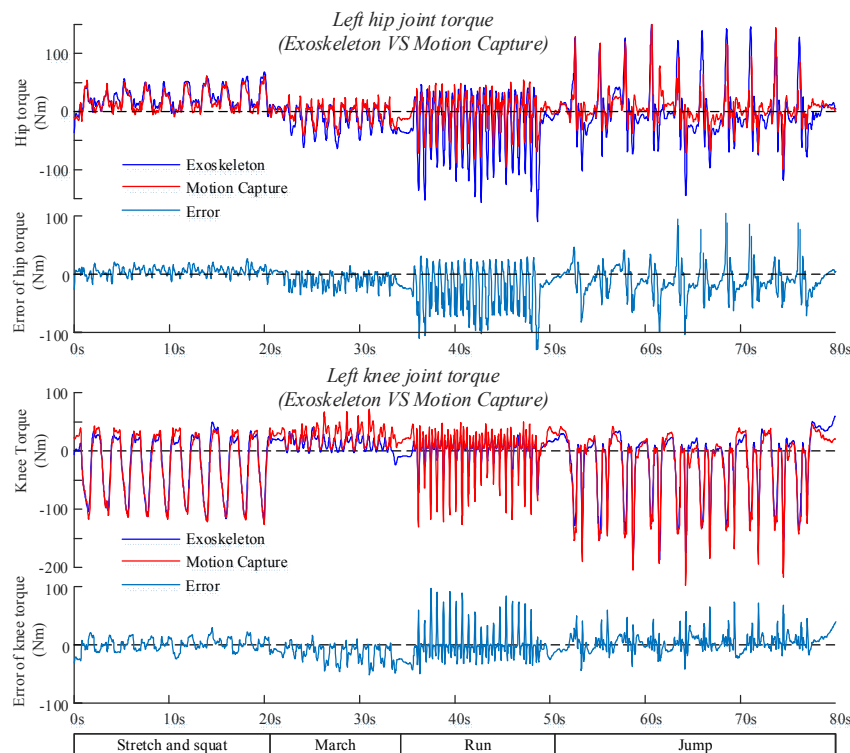 Left hip joint torque
(Exoskeleton VS Motion Capture)
Hip torque
(Nm)
100
0
-100
Exoskeleton
Motion Capture
Error
Error of hip torque
(Nm)
100
0
-100
0s 10s 20s 30s 40s 50s 60s 70s 80s
Left knee joint torque
(Exoskeleton VS Motion Capture)
Knee Torque
(Nm)
100
0
-100
-200
Exoskeleton
Motion Capture
Error
Error of knee torque
(Nm)
100
0
-100
0s 10s 20s 30s 40s 50s 60s 70s 80s
Stretch and squat March Run Jump